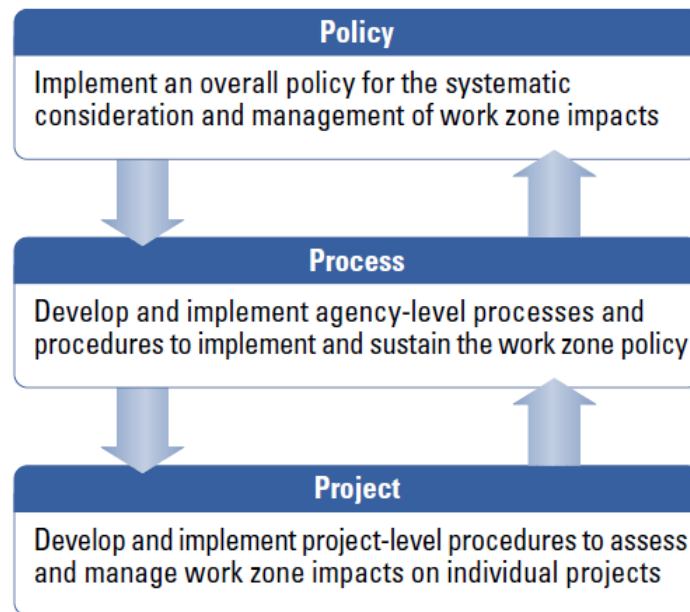 Policy
Implement an overall policy for the systematic
consideration and management of work zone impacts
Process
Develop and implement agency-level processes and
procedures to implement and sustain the work zone policy
Project
Develop and implement project-level procedures to assess
and manage work zone impacts on individual projects